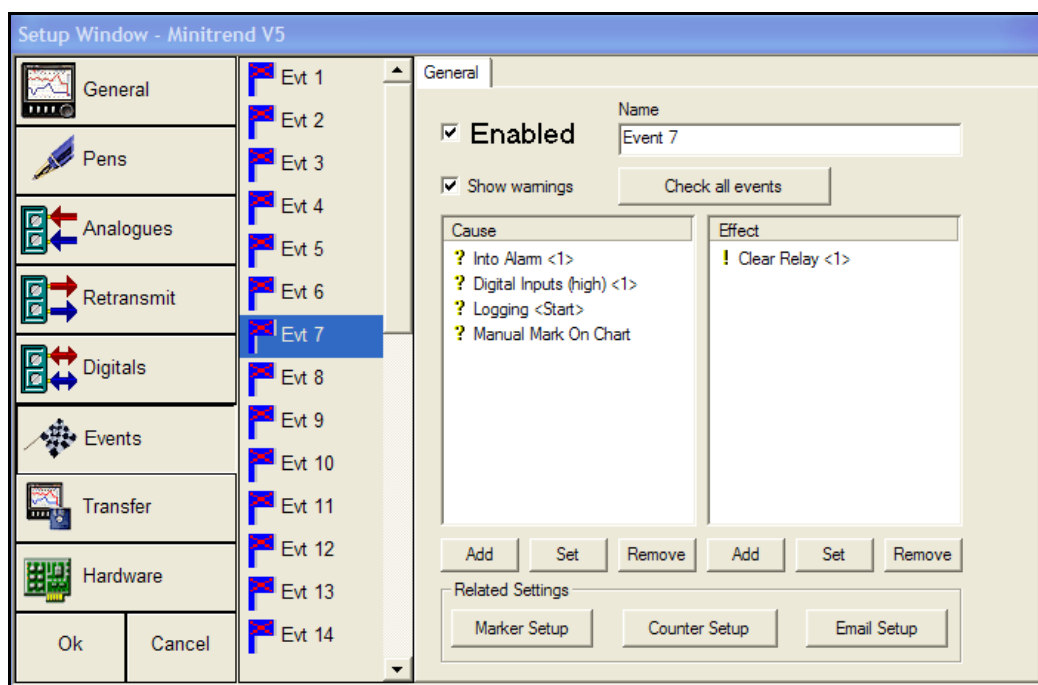 Setup Window - Minitrend V5
General
Pens
Analogues
Retransmit
Digitals
Events
Transfer
Hardware
Ok
Cancel
Evt 1
Evt 2
Evt 3
Evt 4
Evt 5
Evt 6
Evt 7
Evt 8
Evt 9
Evt 10
Evt 11
Evt 12
Evt 13
Evt 14
General
Enabled
Name
Event 7
Show warnings
Check all events
Cause
? Into Alarm <1>
? Digital Inputs (high) <1>
? Logging <Start>
? Manual Mark On Chart
Effect
! Clear Relay <1>
Add
Set
Remove
Add
Set
Remove
Related Settings
Marker Setup
Counter Setup
Email Setup